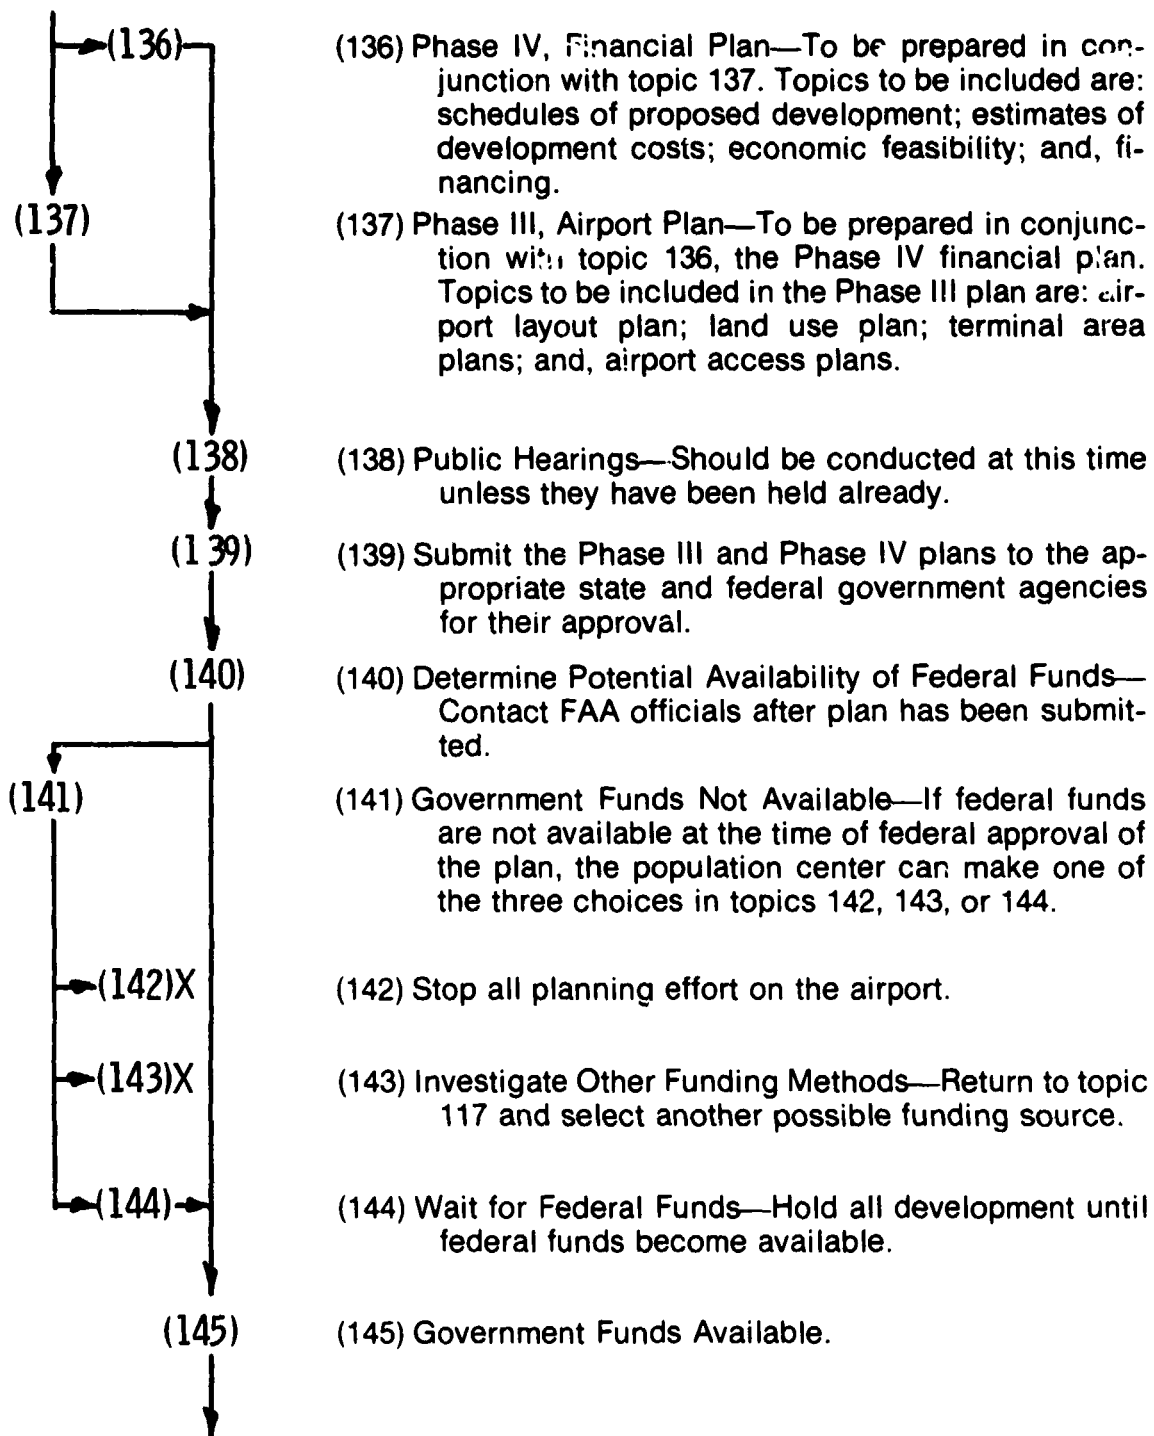 (136)
(136) Phase IV, Financial Plan—To be prepared in con-
junction with topic 137. Topics to be included are:
schedules of proposed development; estimates of
development costs; economic feasibility; and, fi-
nancing.
(137)
(137) Phase III, Airport Plan—To be prepared in conjunc-
tion with topic 136, the Phase IV financial plan.
Topics to be included in the Phase III plan are: air-
port layout plan; land use plan; terminal area
plans; and, airport access plans.
(138)
(138) Public Hearings—Should be conducted at this time
unless they have been held already.
(139)
(139) Submit the Phase III and Phase IV plans to the ap-
propriate state and federal government agencies
for their approval.
(140)
(140) Determine Potential Availability of Federal Funds—
Contact FAA officials after plan has been submit-
ted.
(141)
(141) Government Funds Not Available—If federal funds
are not available at the time of federal approval of
the plan, the population center can make one of
the three choices in topics 142, 143, or 144.
(142)X
(142) Stop all planning effort on the airport.
(143)X
(143) Investigate Other Funding Methods—Return to topic
117 and select another possible funding source.
(144)
(144) Wait for Federal Funds—Hold all development until
federal funds become available.
(145)
(145) Government Funds Available.